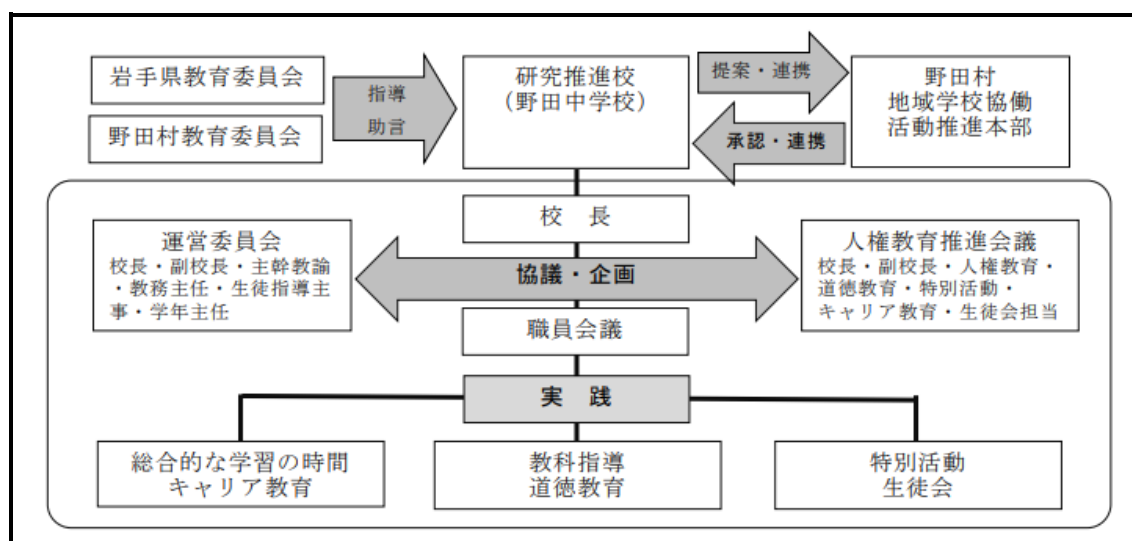 岩手県教育委員会
野田村教育委員会
指導
助言
研究推進校
（野田中学校）
提案・連携
承認・連携
野田村
地域学校協働
活動推進本部
校　長
運営委員会
校長・副校長・主幹教諭
・教務主任・生徒指導主
事・学年主任
協議・企画
人権教育推進会議
校長・副校長・人権教育・
道徳教育・特別活動・
キャリア教育・生徒会担当
職員会議
実　践
総合的な学習の時間
キャリア教育
教科指導
道徳教育
特別活動
生徒会